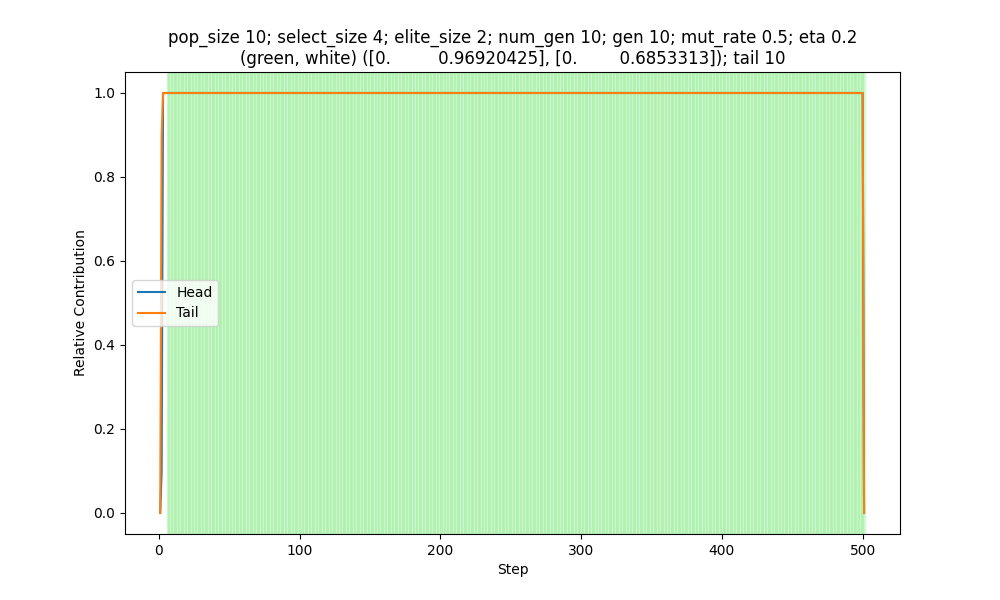 pop_size 10; select_size 4; elite_size 2; num_gen 10; gen 10; mut_rate 0.5; eta 0.2
(green, white) ([0.          0.96920425], [0.         0.6853313]); tail 10
1.0
0.8
0.6
0.4
0.2
0.0
Relative Contribution
Head
Tail
0
100
200
300
400
500
Step